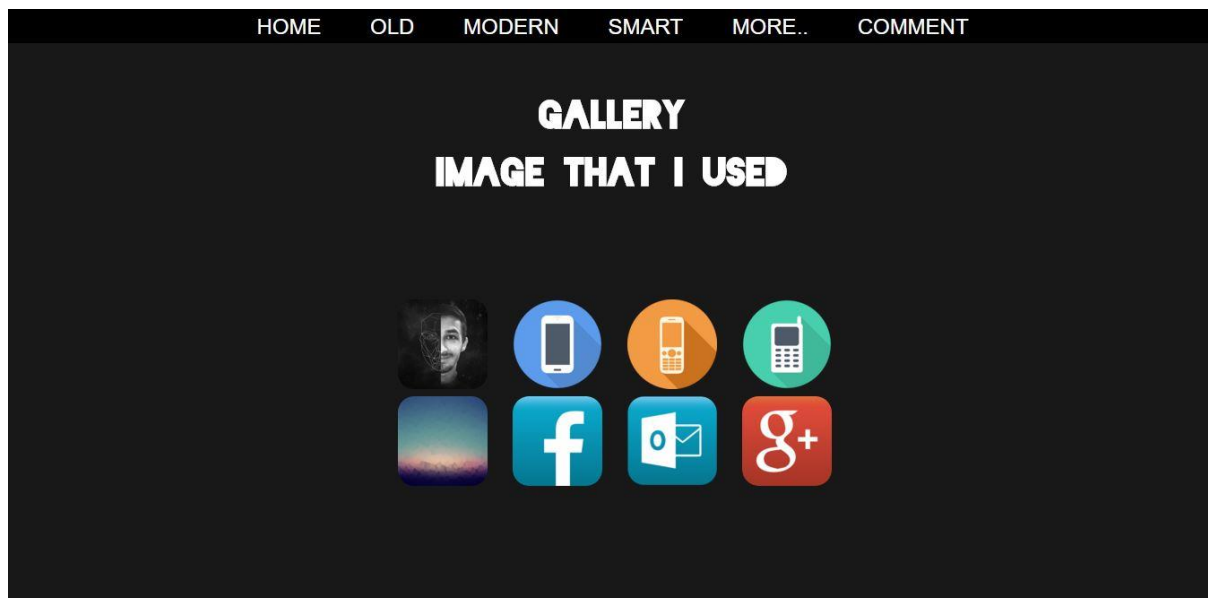 HOME OLD MODERN SMART MORE.. COMMENT
GALLERY
IMAGE THAT I USED
f O g+